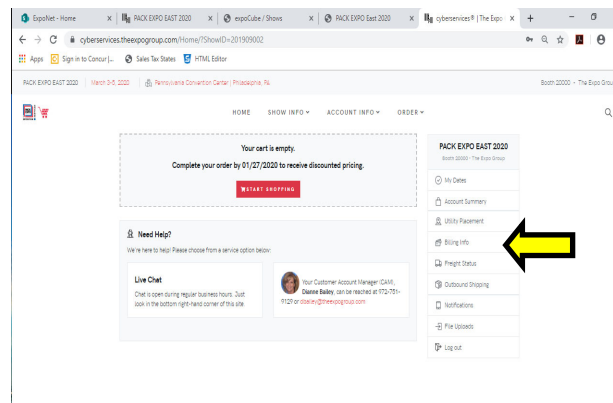 ExpoNet - Home
PACK EXPO EAST 2020
expoCube / Shows
PACK EXPO East 2020
cyberservices® | The Expo
cyberservices.theexpogroup.com/Home/?ShowID=201909002
Apps
Sign in to Concur |...
Sales Tax States
HTML Editor
PACK EXPO EAST 2020
March 3-5, 2020
Pennsylvania Convention Center | Philadelphia, PA
Booth 20000 - The Expo Grou
HOME
SHOW INFO
ACCOUNT INFO
ORDER
Your cart is empty.
Complete your order by 01/27/2020 to receive discounted pricing.
START SHOPPING
Need Help?
We're here to help! Please choose from a service option below:
Live Chat
Chat is open during regular business hours. Just
look in the bottom right-hand corner of this site.
Your Customer Account Manager (CAM),
Dianne Bailey, can be reached at 972-751-
9129 or dbailey@theexpogroup.com
PACK EXPO EAST 2020
Booth 20000 - The Expo Group
My Dates
Account Summary
Utility Placement
Billing Info
Freight Status
Outbound Shipping
Notifications
File Uploads
Log out